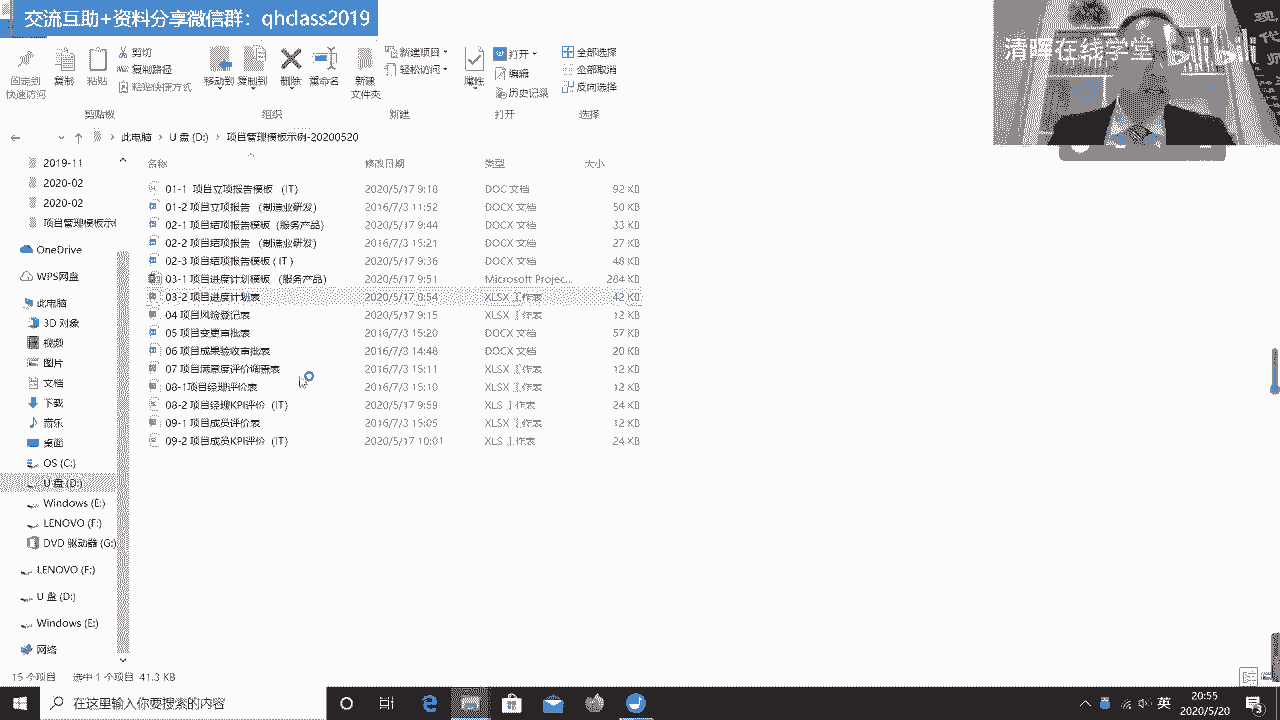 交流互助+资料分享微信群：qhclass2019
清晖在线学堂 bilibili
现
代
固定到
快速访问
复制
粘贴
剪切
复制路径
粘贴快捷方式
剪贴板
移动到
复制到
删除
重命名
组织
新建
文件夹
新建项目
轻松访问
新建
属性
打开
编辑
历史记录
打开
全部选择
全部取消
反向选择
选择
此电脑 > U 盘 (D:) > 项目管理模板示例-20200520
2019-11
2020-02
2020-02
项目管理模板示例
OneDrive
WPS网盘
此电脑
3D 对象
视频
图片
文档
下载
音乐
桌面
OS (C:)
U 盘 (D:)
Windows (E:)
LENOVO (F:)
DVD 驱动器 (G:)
LENOVO (F:)
U 盘 (D:)
Windows (E:)
网络
名称 修改日期 类型 大小
01-1 项目立项报告模板 （IT） 2020/5/17 9:18 DOC 文档 92 KB
01-2 项目立项报告 （制造业研发） 2016/7/3 11:52 DOCX 文档 50 KB
02-1 项目结项报告模板（服务产品） 2020/5/17 9:44 DOCX 文档 33 KB
02-2 项目结项报告 （制造业研发） 2016/7/3 15:21 DOCX 文档 27 KB
02-3 项目结项报告模板 ( IT ) 2020/5/17 9:36 DOCX 文档 48 KB
03-1 项目进度计划模板 （服务产品） 2020/5/17 9:51 Microsoft Projec... 284 KB
03-2 项目进度计划表 2020/5/17 8:54 XLSX 工作表 42 KB
04 项目风险登记表 2020/5/17 9:15 XLSX 工作表 12 KB
05 项目变更审批表 2016/7/3 15:20 DOCX 文档 57 KB
06 项目成果验收审批表 2016/7/3 14:48 DOCX 文档 20 KB
07 项目满意度评价调查表 2016/7/3 15:11 XLSX 工作表 12 KB
08-1项目经理评价表 2016/7/3 15:10 XLSX 工作表 12 KB
08-2 项目经理KPI评价（IT） 2020/5/17 9:59 XLS 工作表 24 KB
09-1 项目成员评价表 2016/7/3 15:05 XLSX 工作表 12 KB
09-2 项目成员KPI评价（IT） 2020/5/17 10:01 XLS 工作表 24 KB
15 个项目 选中 1 个项目 41.3 KB
在这里输入你要搜索的内容
英
20:55
2020/5/20
3